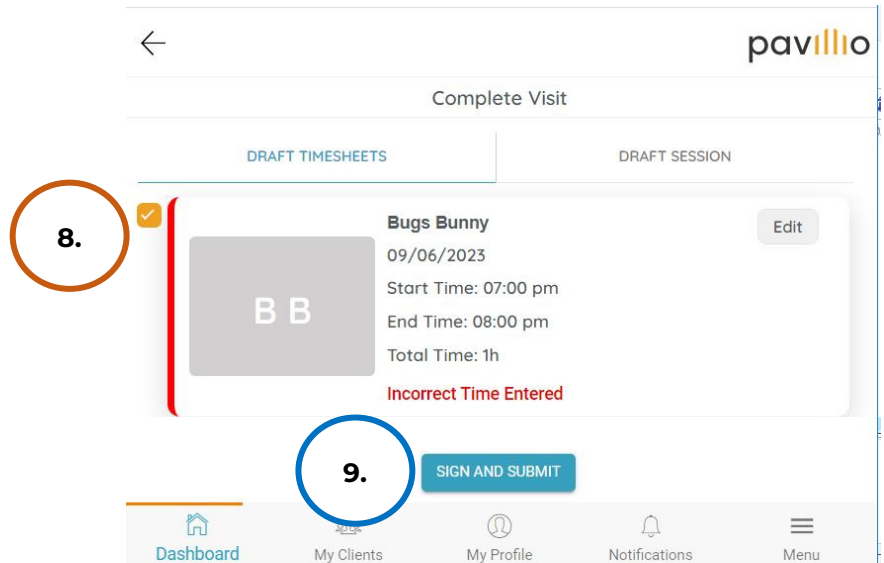 pavillio
Complete Visit
DRAFT TIMESHEETS
DRAFT SESSION
8.
Bugs Bunny
Edit
09/06/2023
Start Time: 07:00 pm
B B
End Time: 08:00 pm
Total Time: 1h
Incorrect Time Entered
9.
SIGN AND SUBMIT
Dashboard
My Clients
My Profile
Notifications
Menu